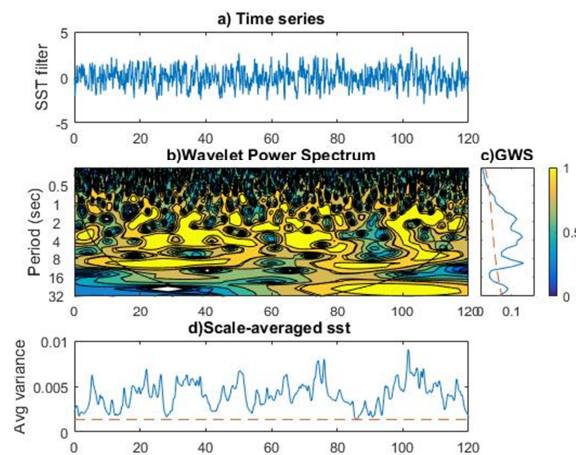 a) Time series
5
SST filter
0
-5
0 20 40 60 80 100 120
b)Wavelet Power Spectrum
c)GWS
Period (sec)
0.5
1
2
4
8
16
32
0 20 40 60 80 100 120
0 0.1
1
0.5
0
d)Scale-averaged sst
Avg variance
0.01
0.005
0
0 20 40 60 80 100 120